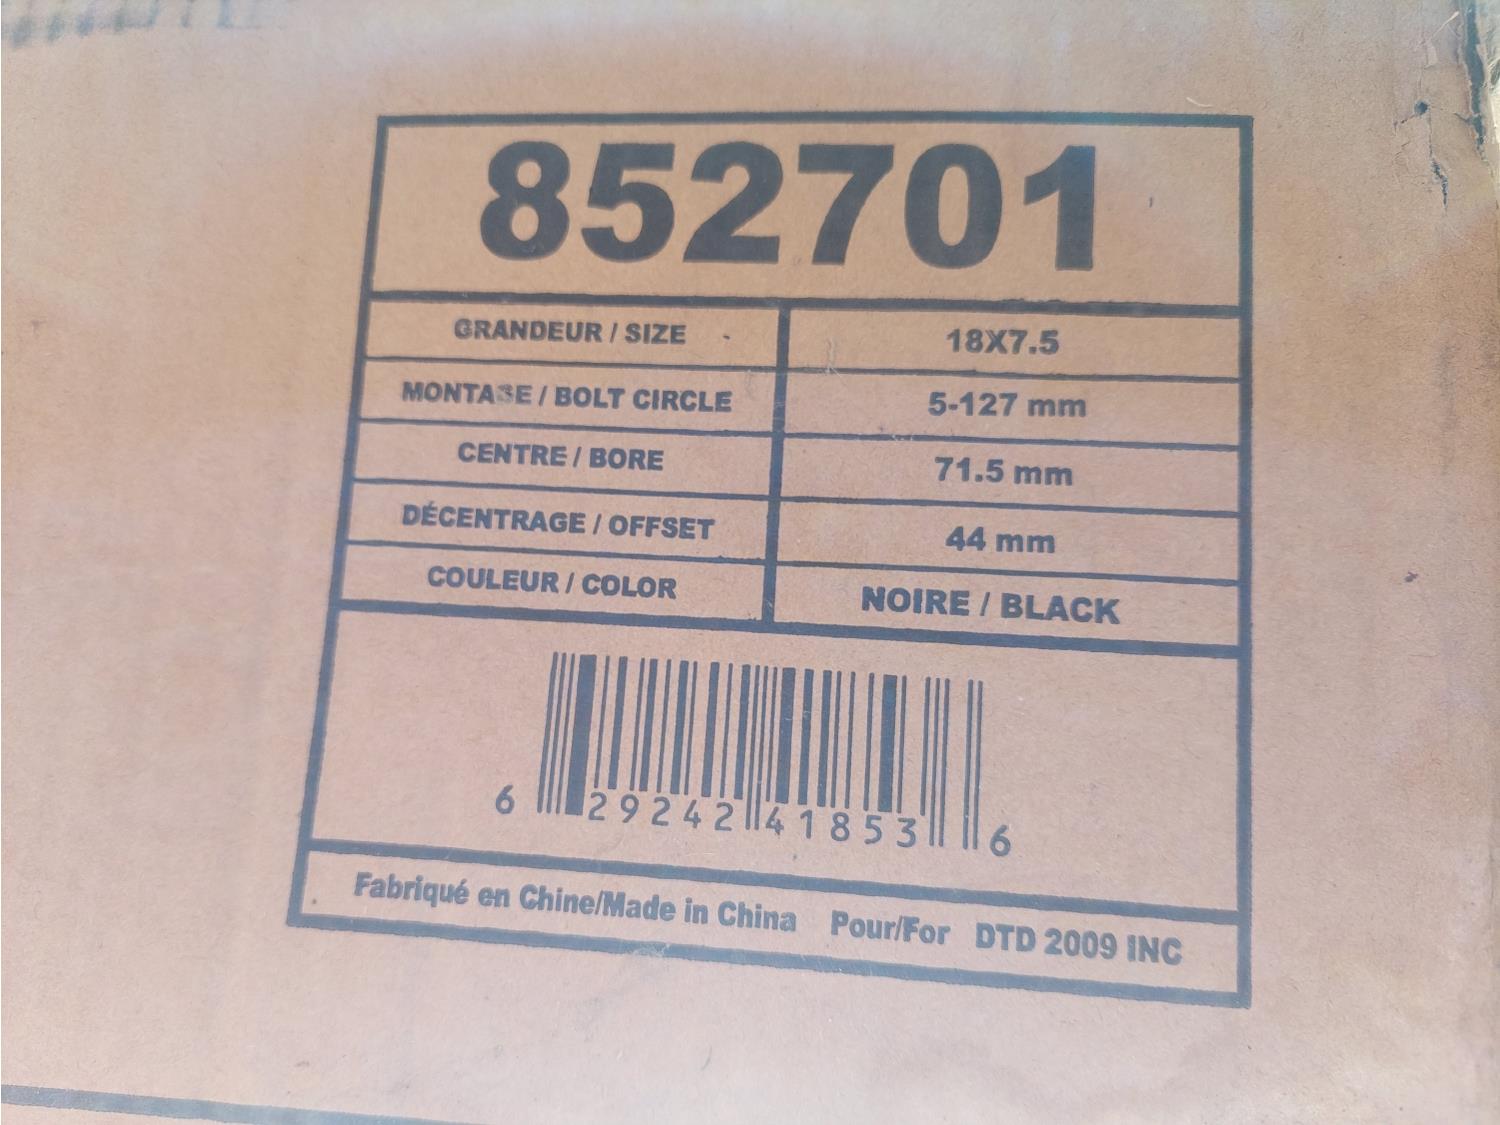 852701
GRANDEUR / SIZE 18X7.5
MONTAGE / BOLT CIRCLE 5-127 mm
CENTRE / BORE 71.5 mm
DÉCENTRAGE / OFFSET 44 mm
COULEUR / COLOR NOIRE / BLACK
6 29242 41853 6
Fabriqué en Chine/Made in China Pour/For DTD 2009 INC